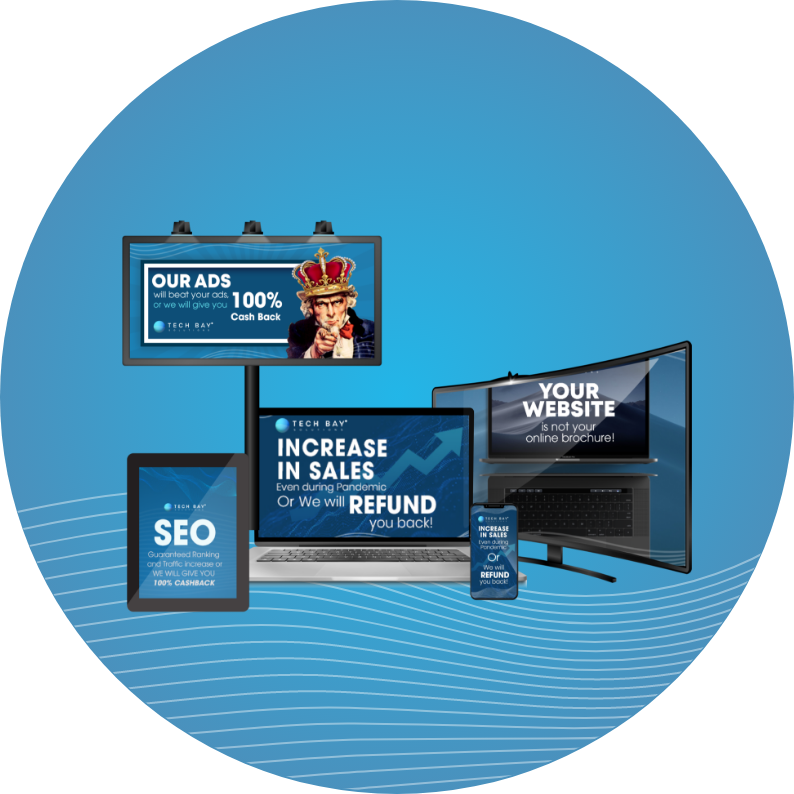 OUR ADS
will beat your ads,
or we will give you 100%
Cash Back
TECH BAY
SOLUTIONS
TECH BAY
SOLUTIONS
INCREASE
IN SALES
Even during Pandemic
Or We will REFUND
you back!
YOUR
WEBSITE
is not your
online brochure!
TECH BAY
SEO
Guaranteed Ranking
and Traffic increase or
WE WILL GIVE YOU
100% CASHBACK
TECH BAY
INCREASE
IN SALES
Even during
Pandemic
Or
We will
REFUND
you back!